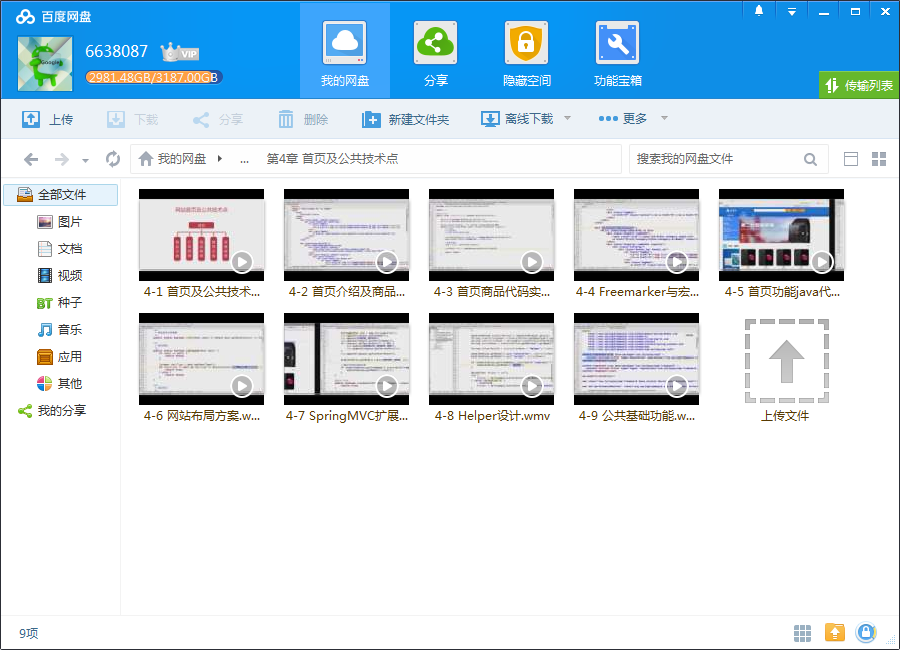 百度网盘
6638087 VIP
2981.48GB/3187.00GB
我的网盘
分享
隐藏空间
功能宝箱
传输列表
上传
下载
分享
删除
新建文件夹
离线下载
更多
我的网盘
...
第4章 首页及公共技术点
搜索我的网盘文件
全部文件
图片
文档
视频
BT 种子
音乐
应用
其他
我的分享
网站首页及公共技术点
4-1 首页及公共技术...
4-2 首页介绍及商品...
4-3 首页商品代码实...
4-4 Freemarker与宏...
4-5 首页功能java代...
4-6 网站布局方案.w...
4-7 SpringMVC扩展...
4-8 Helper设计.wmv
4-9 公共基础功能.w...
上传文件
9项